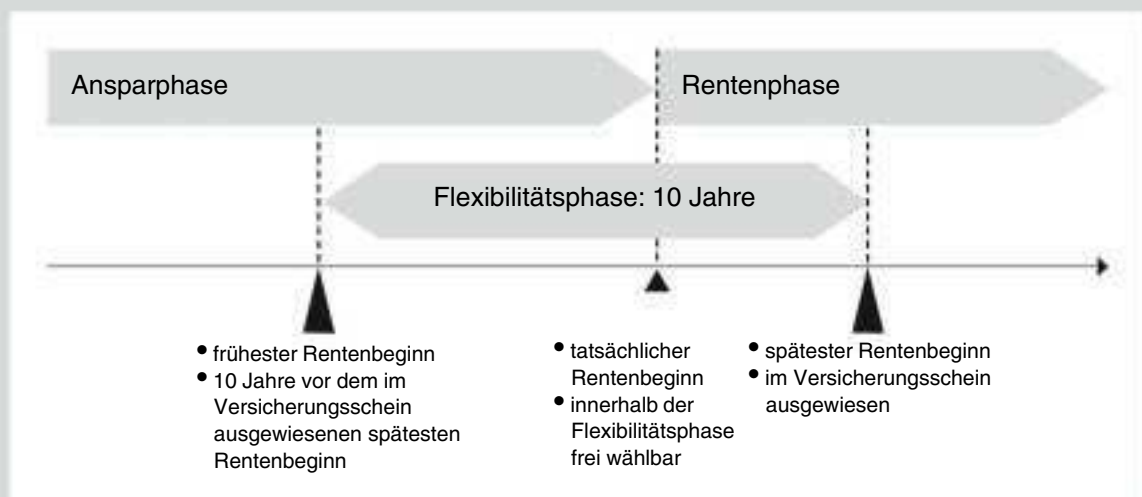 Ansparphase
Rentenphase
Flexibilitätsphase: 10 Jahre
• frühester Rentenbeginn
• 10 Jahre vor dem im
Versicherungsschein
ausgewiesenen spätesten
Rentenbeginn
• tatsächlicher
Rentenbeginn
• innerhalb der
Flexibilitätsphase
frei wählbar
• spätester Rentenbeginn
• im Versicherungsschein
ausgewiesen